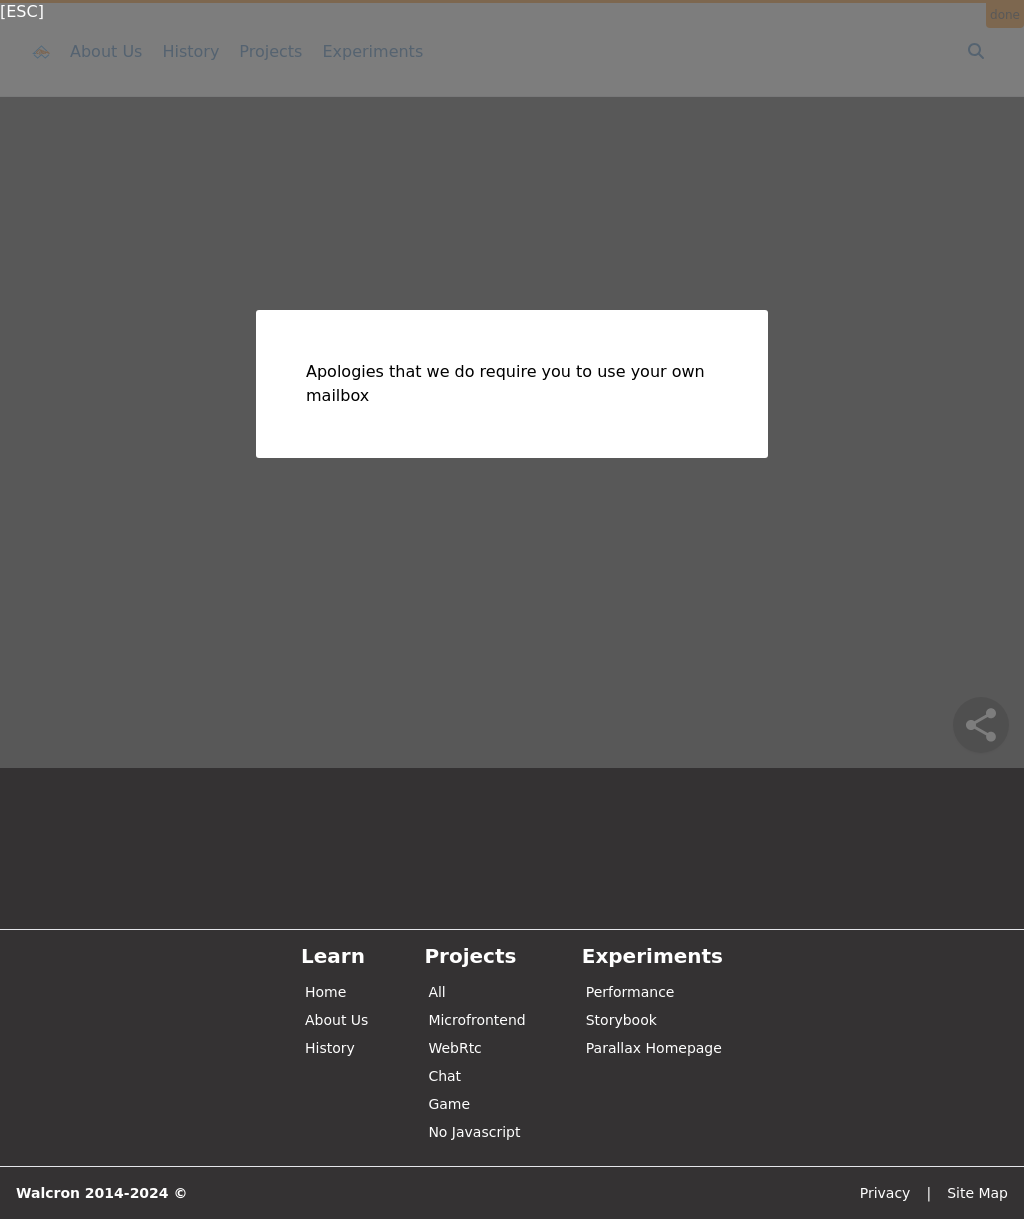 [ESC]
done
About Us
History
Projects
Experiments
Apologies that we do require you to use your own
mailbox
Learn
Home
About Us
History
Projects
All
Microfrontend
WebRtc
Chat
Game
No Javascript
Experiments
Performance
Storybook
Parallax Homepage
Walcron 2014-2024 ©
Privacy | Site Map